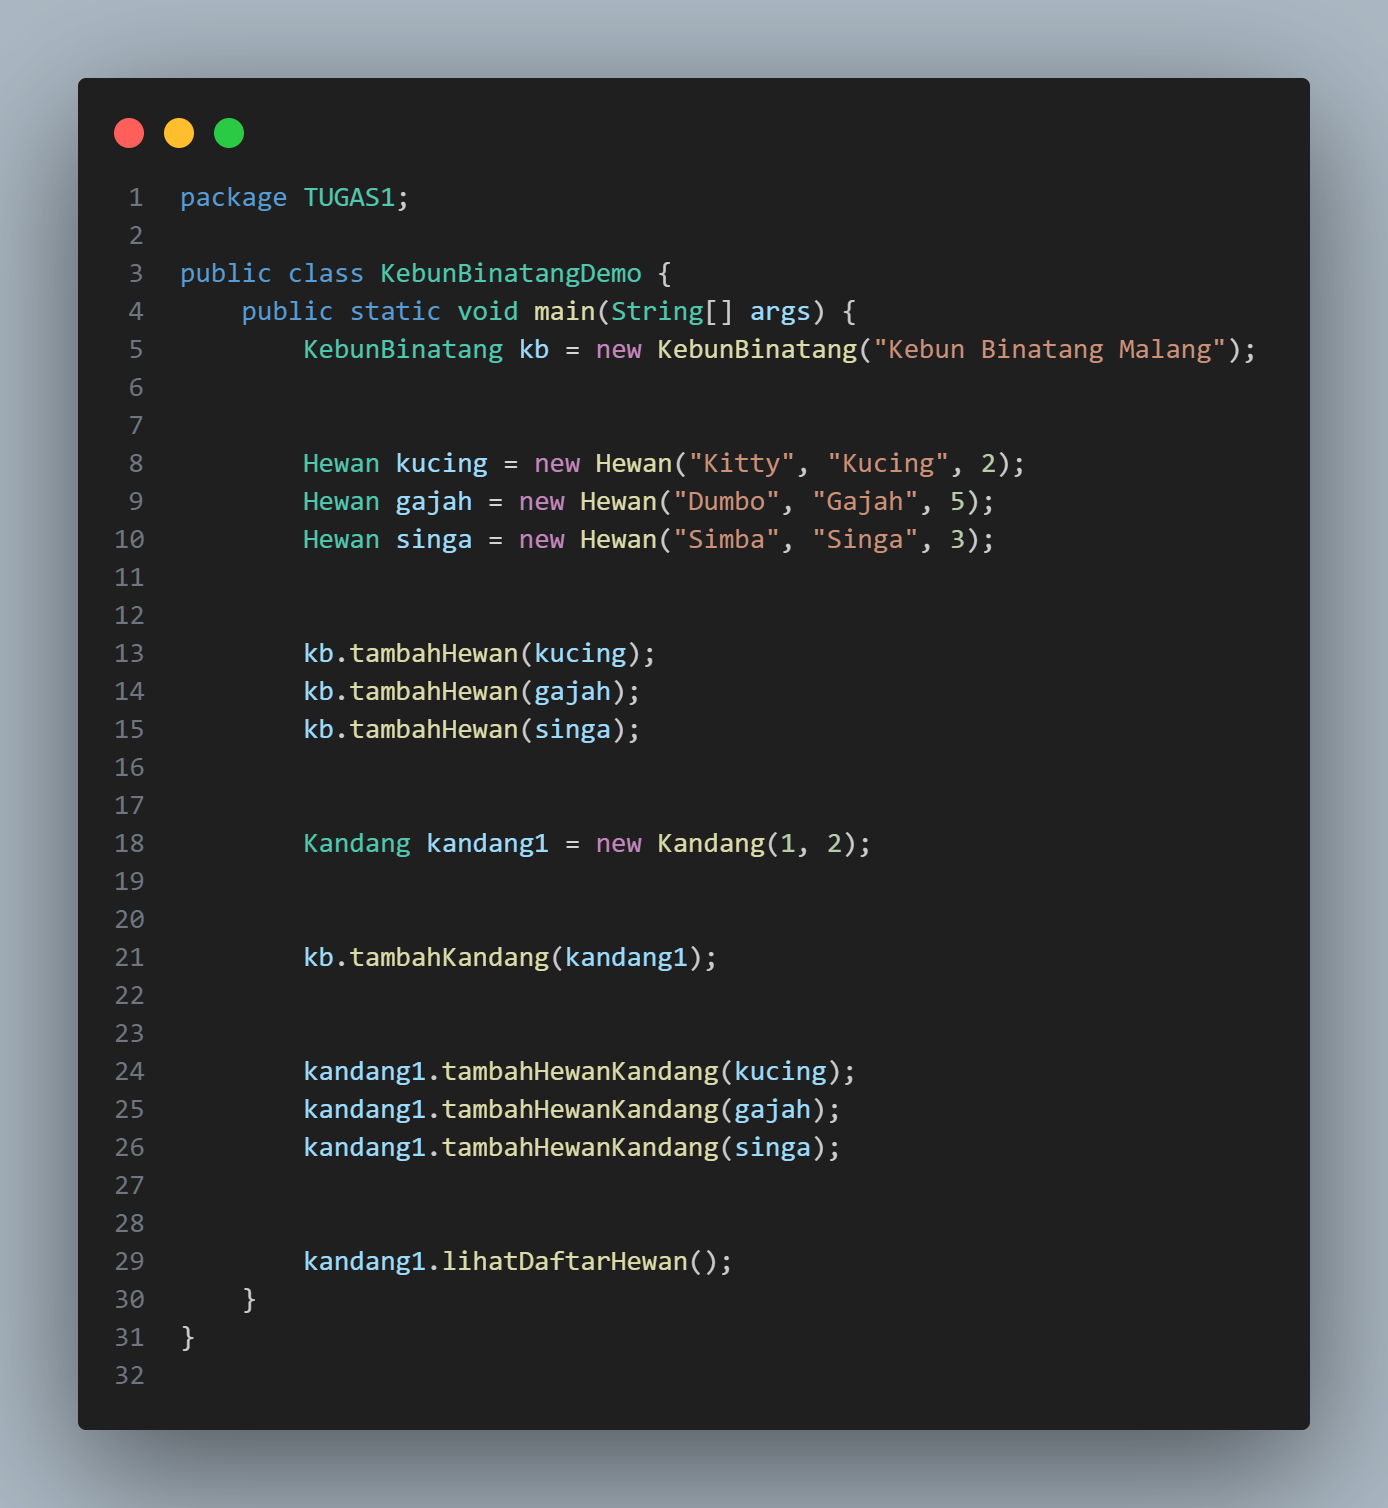 1 package TUGAS1;
2
3 public class KebunBinatangDemo {
4     public static void main(String[] args) {
5         KebunBinatang kb = new KebunBinatang("Kebun Binatang Malang");
6
7
8         Hewan kucing = new Hewan("Kitty", "Kucing", 2);
9         Hewan gajah = new Hewan("Dumbo", "Gajah", 5);
10         Hewan singa = new Hewan("Simba", "Singa", 3);
11
12
13         kb.tambahHewan(kucing);
14         kb.tambahHewan(gajah);
15         kb.tambahHewan(singa);
16
17
18         Kandang kandang1 = new Kandang(1, 2);
19
20
21         kb.tambahKandang(kandang1);
22
23
24         kandang1.tambahHewanKandang(kucing);
25         kandang1.tambahHewanKandang(gajah);
26         kandang1.tambahHewanKandang(singa);
27
28
29         kandang1.lihatDaftarHewan();
30     }
31 }
32